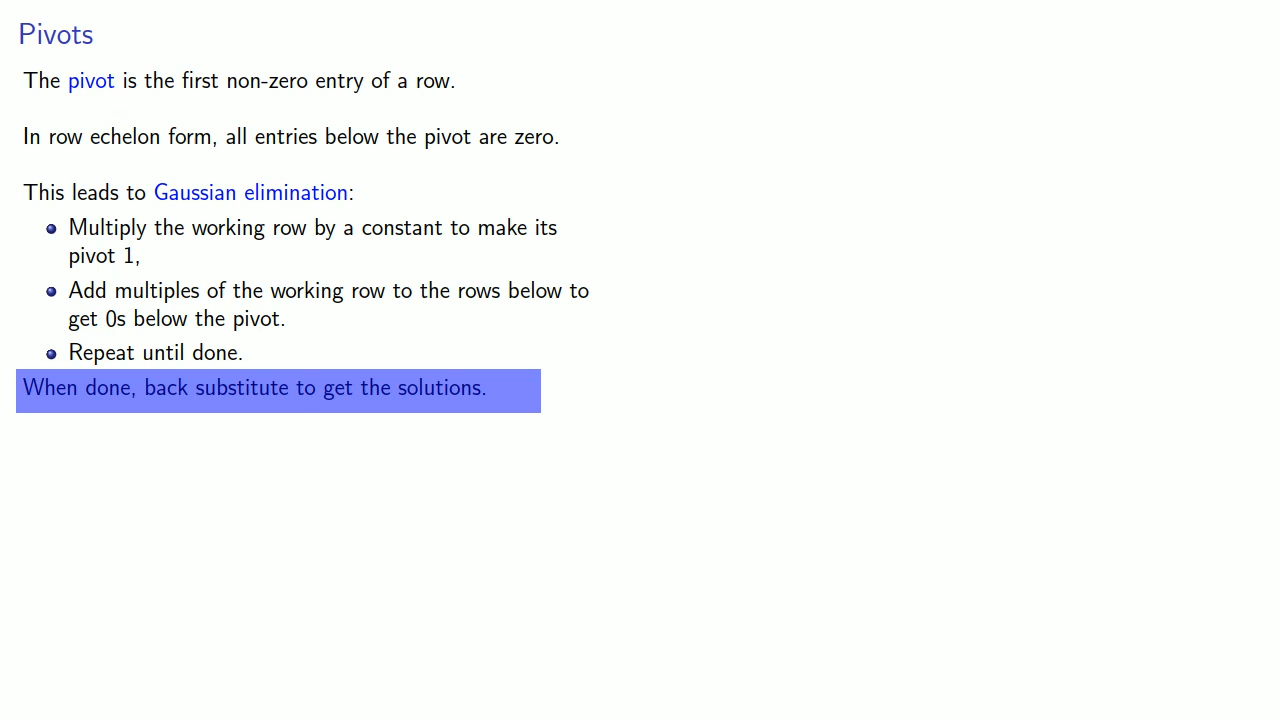 Pivots
The pivot is the first non-zero entry of a row.
In row echelon form, all entries below the pivot are zero.
This leads to Gaussian elimination:
Multiply the working row by a constant to make its
pivot 1,
Add multiples of the working row to the rows below to
get 0s below the pivot.
Repeat until done.
When done, back substitute to get the solutions.